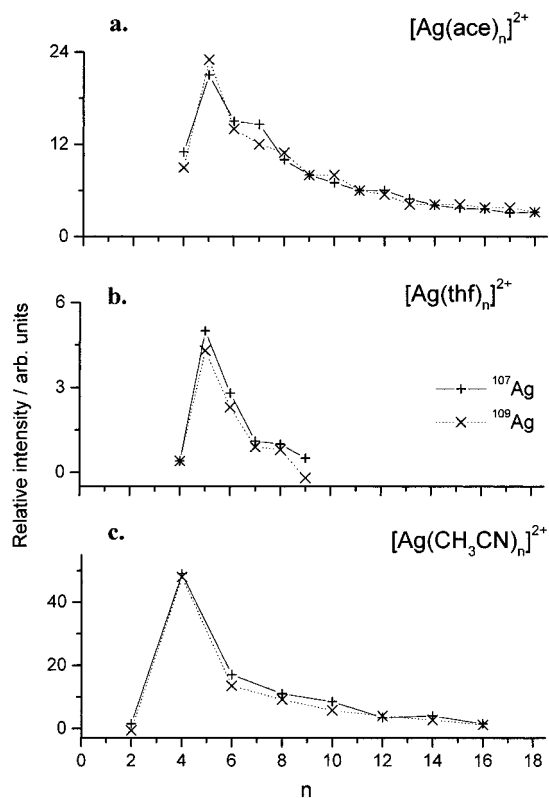 a.
[Ag(ace)ₙ]²⁺
24
12
0
b.
[Ag(thf)ₙ]²⁺
6
3
0
¹⁰⁷Ag
¹⁰⁹Ag
Relative intensity / arb. units
c.
[Ag(CH₃CN)ₙ]²⁺
40
20
0
0 2 4 6 8 10 12 14 16 18
n